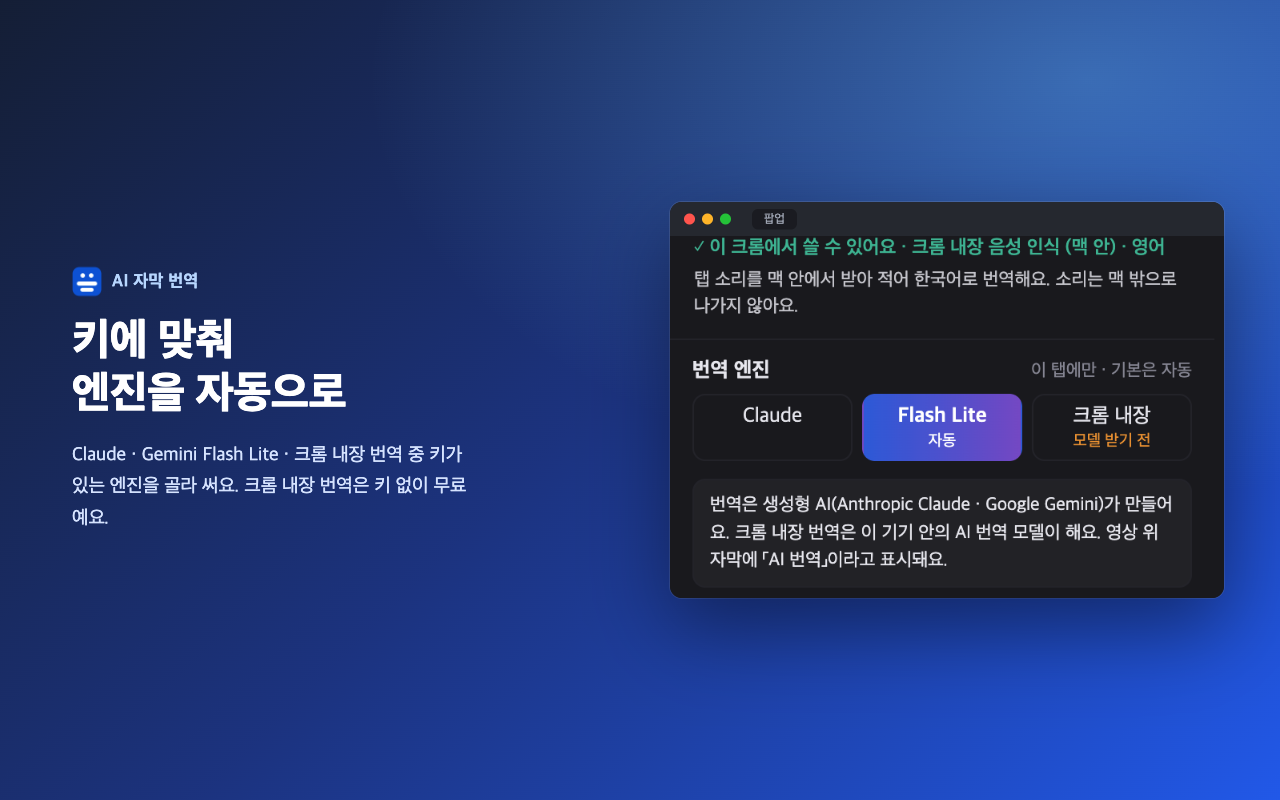 AI 자막 번역
키에 맞춰
엔진을 자동으로
Claude · Gemini Flash Lite · 크롬 내장 번역 중 키가
있는 엔진을 골라 써요. 크롬 내장 번역은 키 없이 무료
예요.
팝업
✓ 이 크롬에서 쓸 수 있어요 · 크롬 내장 음성 인식 (맥 안) · 영어
탭 소리를 맥 안에서 받아 적어 한국어로 번역해요. 소리는 맥 밖으로
나가지 않아요.
번역 엔진
이 탭에만 · 기본은 자동
Claude
Flash Lite
자동
크롬 내장
모델 받기 전
번역은 생성형 AI(Anthropic Claude · Google Gemini)가 만들어
요. 크롬 내장 번역은 이 기기 안의 AI 번역 모델이 해요. 영상 위
자막에 「AI 번역」이라고 표시돼요.